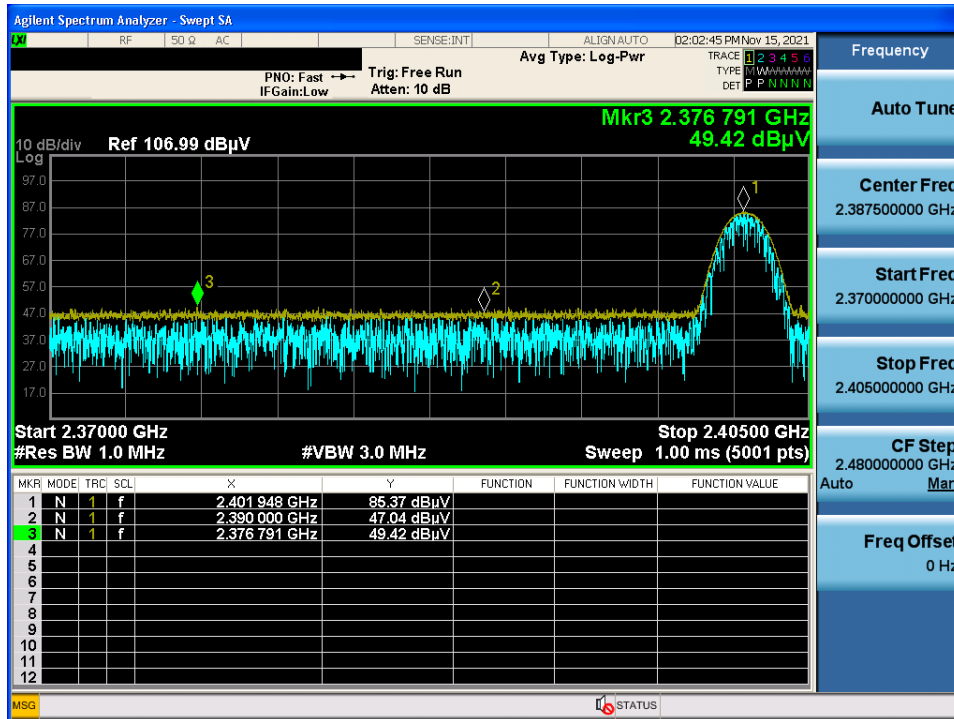 Agilent Spectrum Analyzer - Swept SA
LXI RF 50 Ω AC SENSE:INT ALIGNAUTO 02:02:45 PM Nov 15, 2021
Frequency
Avg Type: Log-Pwr
TRACE 1 2 3 4 5 6
PNO: Fast Trig: Free Run
TYPE M W W W W W
IFGain:Low Atten: 10 dB
DET P P N N N N
Auto Tune
Mkr3 2.376 791 GHz
49.42 dBµV
10 dB/div Ref 106.99 dBµV
Log
97.0
87.0
77.0
67.0
57.0
47.0
37.0
27.0
17.0
1
2
3
Center Freq
2.387500000 GHz
Start Freq
2.370000000 GHz
Stop Freq
2.405000000 GHz
Start 2.37000 GHz Stop 2.40500 GHz
#Res BW 1.0 MHz #VBW 3.0 MHz Sweep 1.00 ms (5001 pts)
CF Step
2.480000000 GHz
Auto Man
MKR MODE TRC SCL X Y FUNCTION FUNCTION WIDTH FUNCTION VALUE
1 N 1 f 2.401 948 GHz 85.37 dBµV
2 N 1 f 2.390 000 GHz 47.04 dBµV
3 N 1 f 2.376 791 GHz 49.42 dBµV
4
5
6
7
8
9
10
11
12
Freq Offset
0 Hz
MSG STATUS